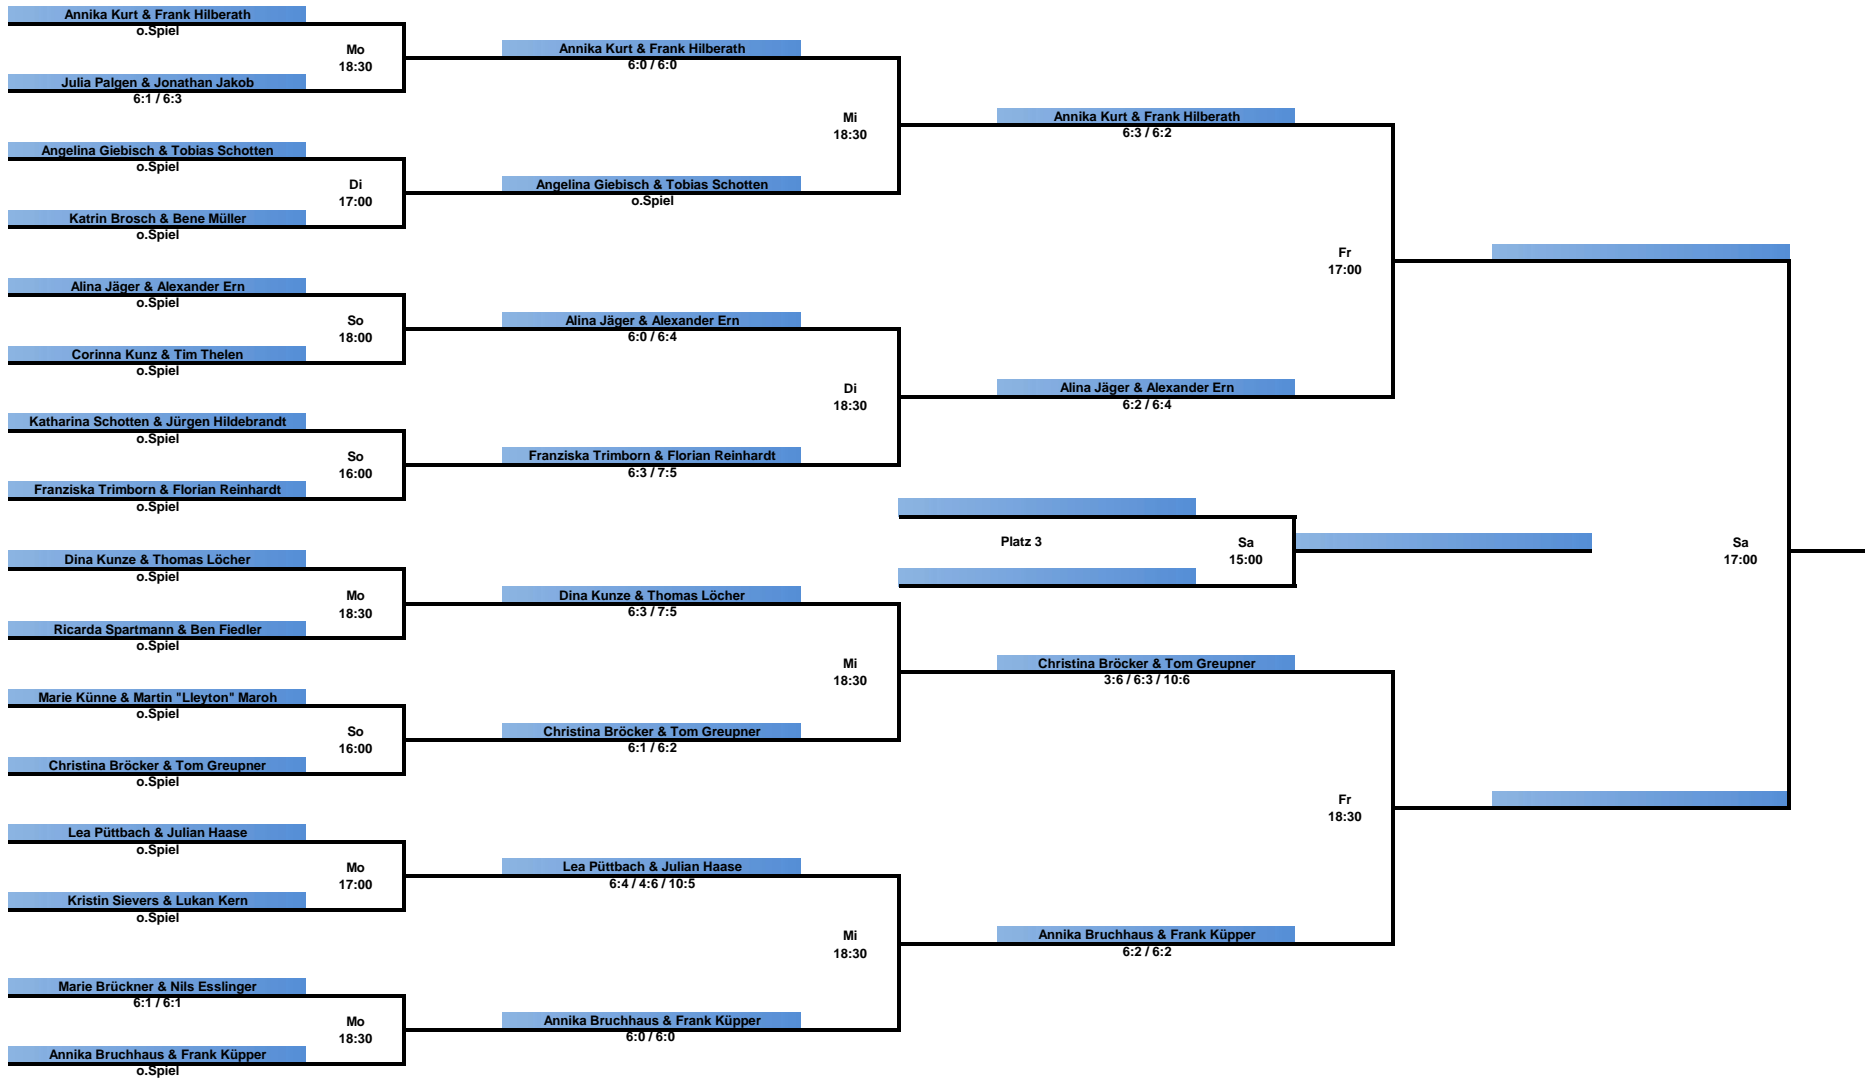 Annika Kurt & Frank Hilberath
o.Spiel
Mo
18:30
Julia Palgen & Jonathan Jakob
6:1 / 6:3
Angelina Giebisch & Tobias Schotten
o.Spiel
Di
17:00
Katrin Brosch & Bene Müller
o.Spiel
Alina Jäger & Alexander Ern
o.Spiel
So
18:00
Corinna Kunz & Tim Thelen
o.Spiel
Katharina Schotten & Jürgen Hildebrandt
o.Spiel
So
16:00
Franziska Trimborn & Florian Reinhardt
o.Spiel
Dina Kunze & Thomas Löcher
o.Spiel
Mo
18:30
Ricarda Spartmann & Ben Fiedler
o.Spiel
Marie Künne & Martin "Lleyton" Maroh
o.Spiel
So
16:00
Christina Bröcker & Tom Greupner
o.Spiel
Lea Püttbach & Julian Haase
o.Spiel
Mo
17:00
Kristin Sievers & Lukan Kern
o.Spiel
Marie Brückner & Nils Esslinger
6:1 / 6:1
Mo
18:30
Annika Bruchhaus & Frank Küpper
o.Spiel
Annika Kurt & Frank Hilberath
6:0 / 6:0
Mi
18:30
Angelina Giebisch & Tobias Schotten
o.Spiel
Alina Jäger & Alexander Ern
6:0 / 6:4
Di
18:30
Franziska Trimborn & Florian Reinhardt
6:3 / 7:5
Dina Kunze & Thomas Löcher
6:3 / 7:5
Mi
18:30
Christina Bröcker & Tom Greupner
6:1 / 6:2
Lea Püttbach & Julian Haase
6:4 / 4:6 / 10:5
Mi
18:30
Annika Bruchhaus & Frank Küpper
6:0 / 6:0
Annika Kurt & Frank Hilberath
6:3 / 6:2
Fr
17:00
Alina Jäger & Alexander Ern
6:2 / 6:4
Platz 3
Sa
15:00
Christina Bröcker & Tom Greupner
3:6 / 6:3 / 10:6
Fr
18:30
Annika Bruchhaus & Frank Küpper
6:2 / 6:2
Sa
17:00